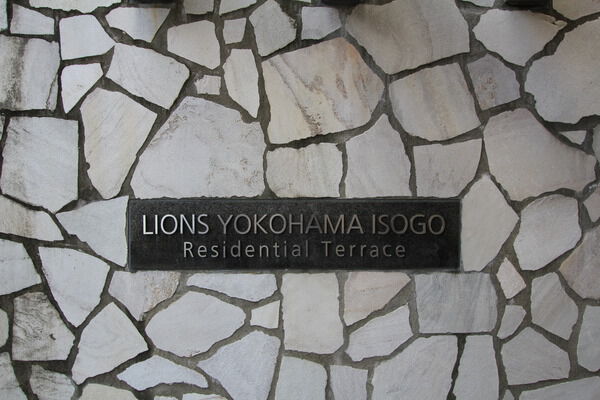 LIONS YOKOHAMA ISOGO
Residential Terrace